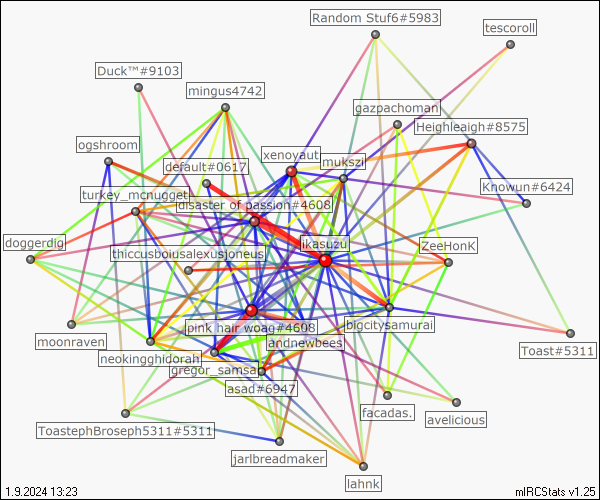 Random Stuf6#5983
tescoroll
Duck™#9103
mingus4742
gazpachoman
Heighleaigh#8575
ogshroom
xenoyaut
mukszi
default#0617
Knowun#6424
turkey_mcnugget
disaster of passion#4608
doggerdig
ikasuzu
ZeeHonK
thiccusboiusalexusjoneus
pink hair woag#4608
bigcitysamurai
moonraven
andnewbees
Toast#5311
neokingghidorah
gregor_samsa
asad#6947
facadas.
avelicious
ToastephBroseph5311#5311
jarlbreadmaker
lahnk
1.9.2024 13:23
mIRCStats v1.25